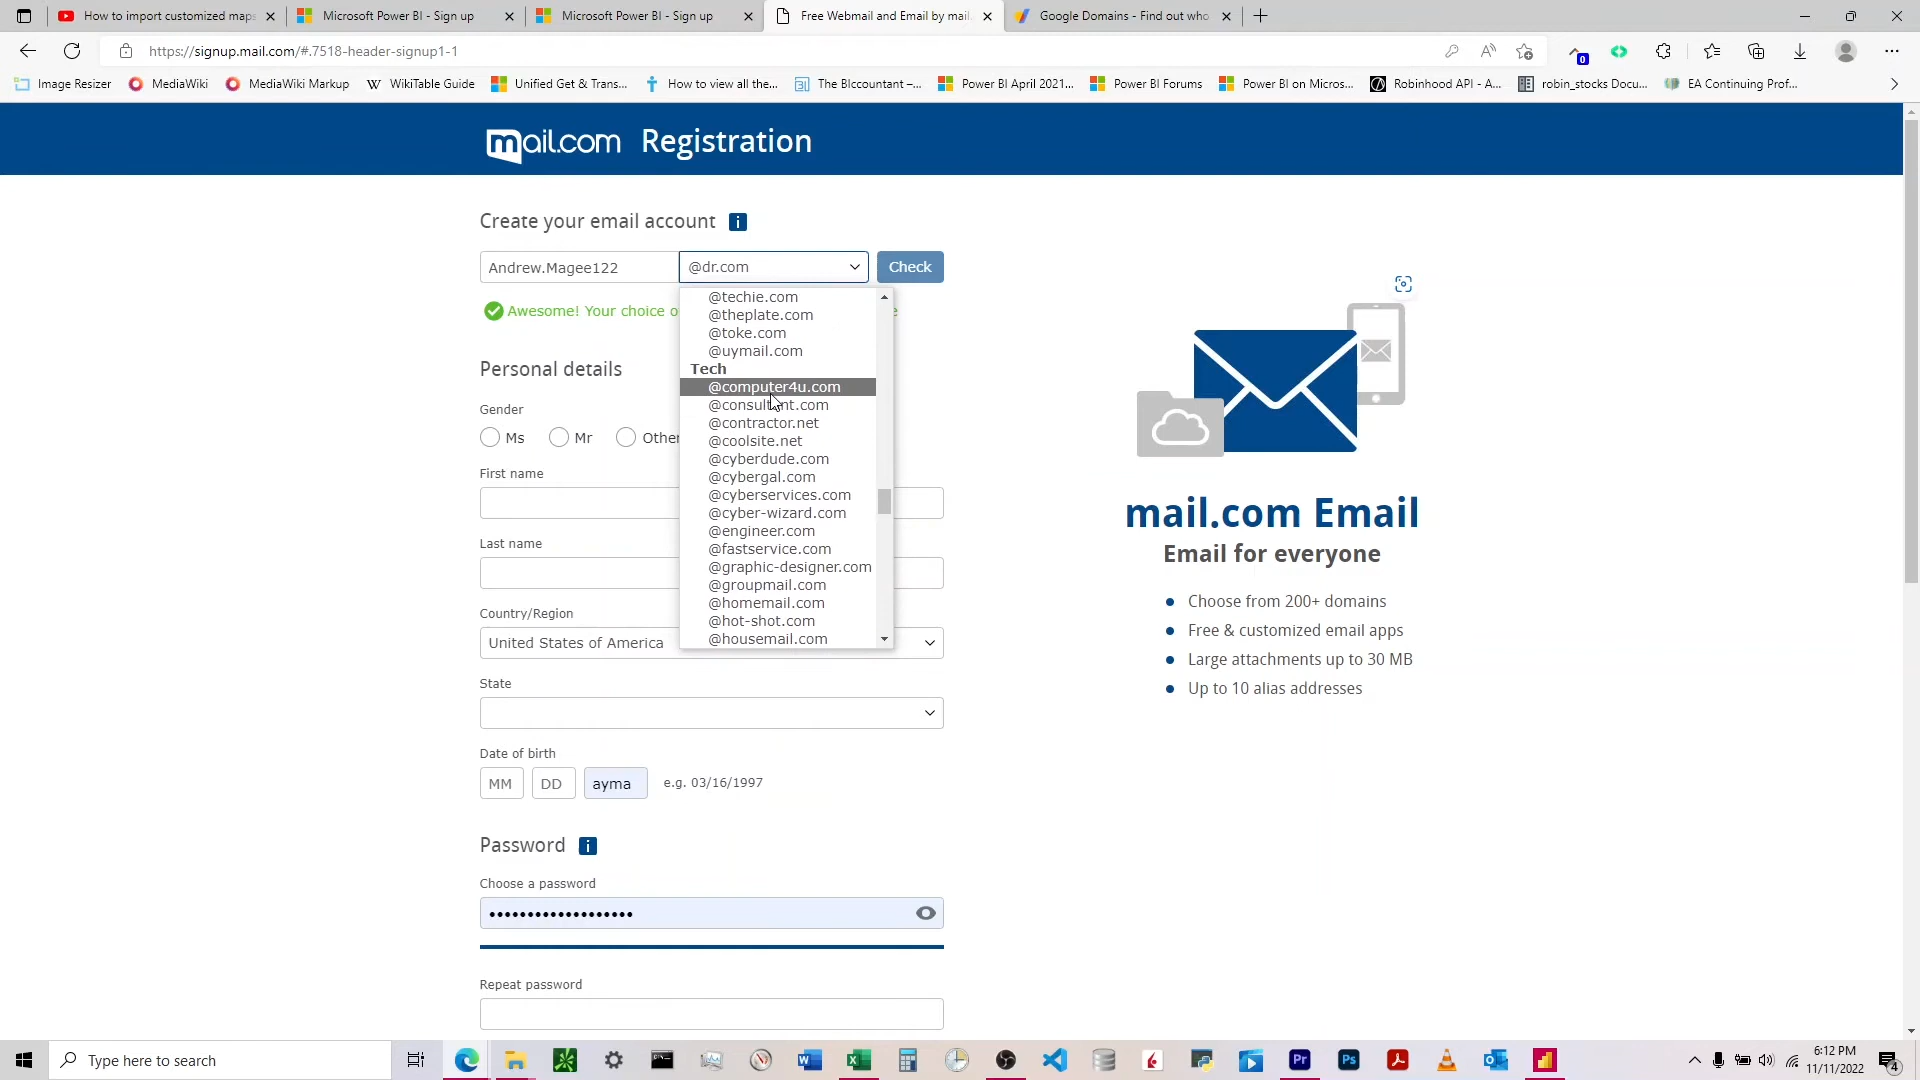 How to import customized maps
Microsoft Power BI - Sign up
Microsoft Power BI - Sign up
Free Webmail and Email by mail.
Google Domains - Find out who
https://signup.mail.com/#.7518-header-signup1-1
0
Image Resizer
MediaWiki
MediaWiki Markup
WikiTable Guide
Unified Get & Trans...
How to view all the...
The BIccountant –...
Power BI April 2021...
Power BI Forums
Power BI on Micros...
Robinhood API - A...
robin_stocks Docu...
EA Continuing Prof...
mail.com Registration
Create your email account i
Andrew.Magee122
@dr.com
Check
Awesome! Your choice
@techie.com
@theplate.com
@toke.com
@uymail.com
Tech
@computer4u.com
@consultant.com
@contractor.net
@coolsite.net
@cyberdude.com
@cybergal.com
@cyberservices.com
@cyber-wizard.com
@engineer.com
@fastservice.com
@graphic-designer.com
@groupmail.com
@homemail.com
@hot-shot.com
@housemail.com
Personal details
Gender
Ms
Mr
Other
First name
Last name
Country/Region
United States of America
State
Date of birth
MM
DD
ayma
e.g. 03/16/1997
Password i
Choose a password
•••••••••••••••••••
Repeat password
mail.com Email
Email for everyone
• Choose from 200+ domains
• Free & customized email apps
• Large attachments up to 30 MB
• Up to 10 alias addresses
Type here to search
W
X
Pr
Ps
6:12 PM
11/11/2022
4